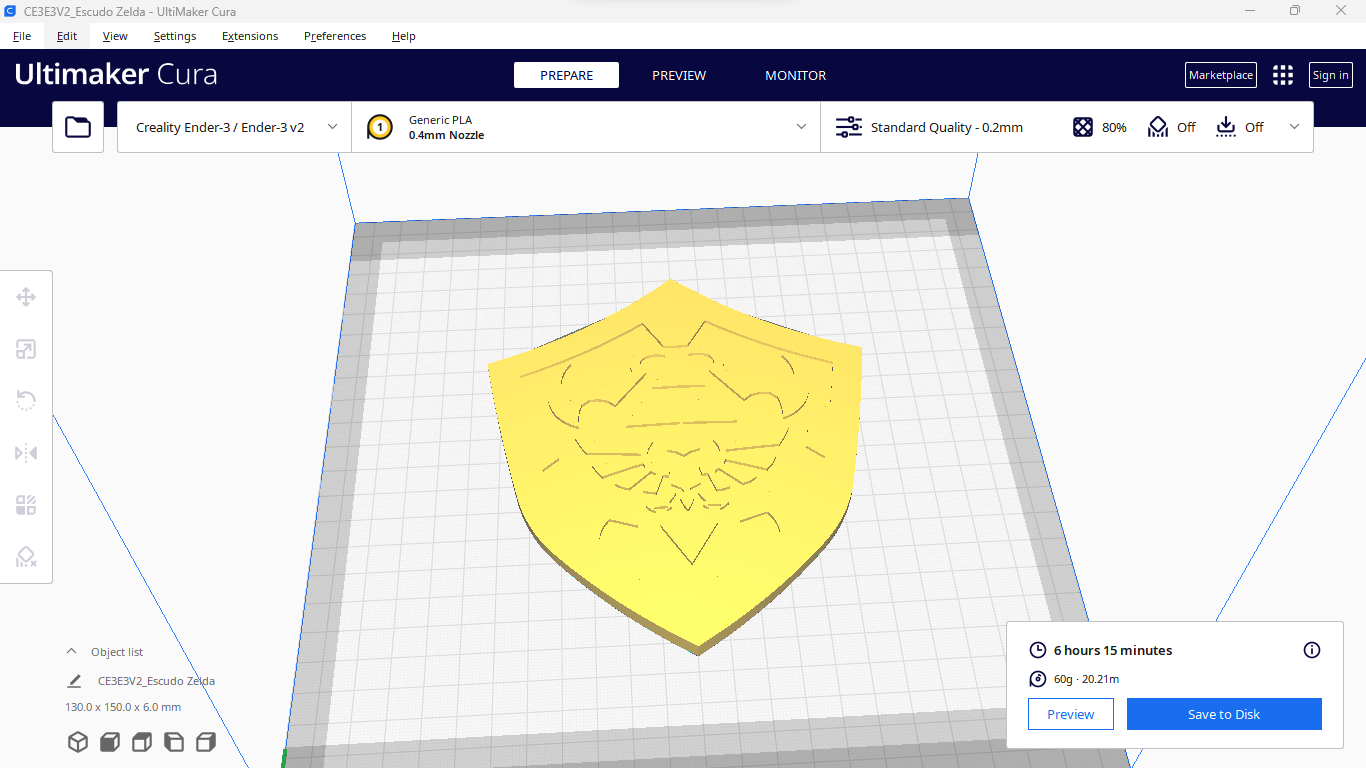 CE3E3V2_Escudo Zelda - UltiMaker Cura
File Edit View Settings Extensions Preferences Help
Ultimaker Cura
PREPARE PREVIEW MONITOR
Marketplace
Sign in
Creality Ender-3 / Ender-3 v2
1
Generic PLA
0.4mm Nozzle
Standard Quality - 0.2mm
80%
Off
Off
Object list
CE3E3V2_Escudo Zelda
130.0 x 150.0 x 6.0 mm
6 hours 15 minutes
60g · 20.21m
Preview
Save to Disk